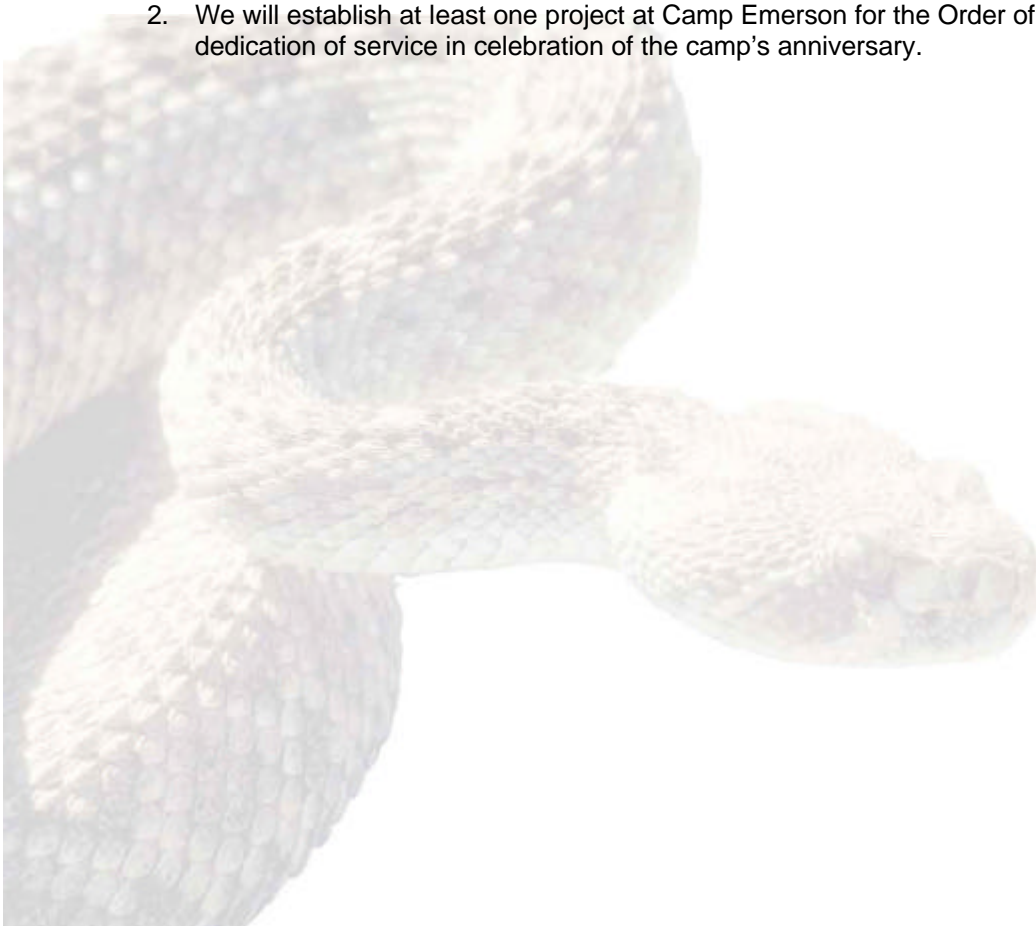 2. We will establish at least one project at Camp Emerson for the Order of
dedication of service in celebration of the camp's anniversary.